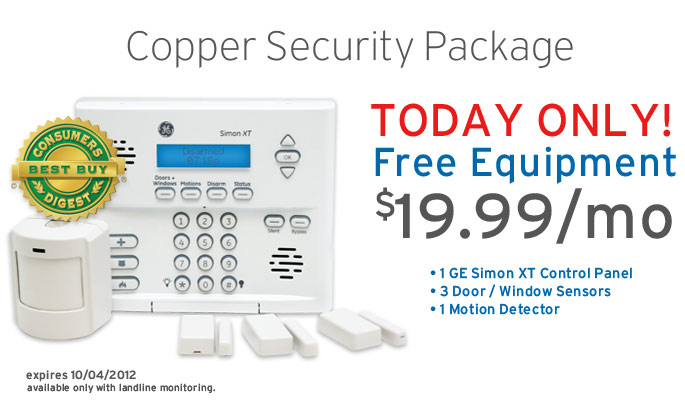 Copper Security Package
TODAY ONLY!
Free Equipment
$19.99/mo
• 1 GE Simon XT Control Panel
• 3 Door / Window Sensors
• 1 Motion Detector
CONSUMERS
BEST BUY
DIGEST
GE
Simon XT
Disarmed
07:18p
OK
Doors +
Windows Motions Disarm Status
1 2 3
4 5 6
7 8 9
* 0 #
Silent Bypass
expires 10/04/2012
available only with landline monitoring.